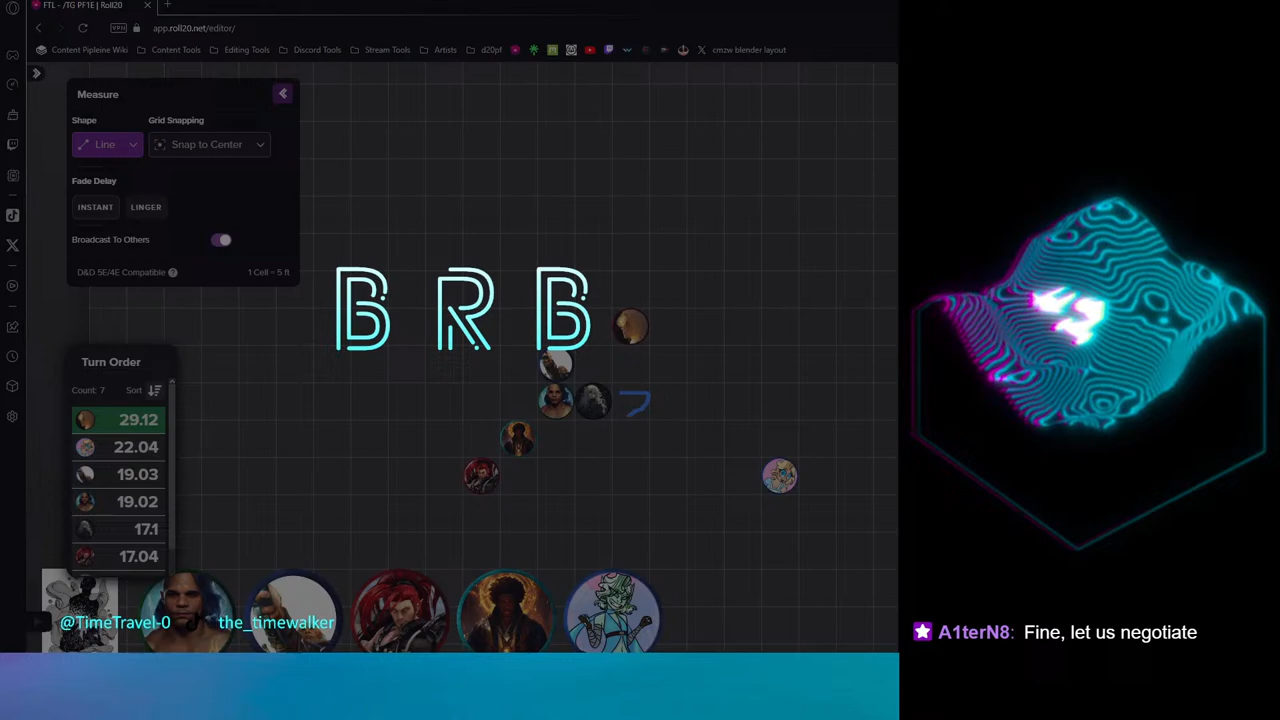 FTL - /TG PF1E | Roll20
VPN
app.roll20.net/editor/
Content Pipleine Wiki
Content Tools
Editing Tools
Discord Tools
Stream Tools
Artists
d20pf
cmzw blender layout
Measure
Shape
Grid Snapping
Line
Snap to Center
Fade Delay
INSTANT
LINGER
Broadcast To Others
D&D 5E/4E Compatible
1 Cell = 5 ft.
BRB
Turn Order
Count: 7
Sort
29.12
22.04
19.03
19.02
17.1
17.04
@TimeTravel-0
the_timewalker
A1terN8: Fine, let us negotiate